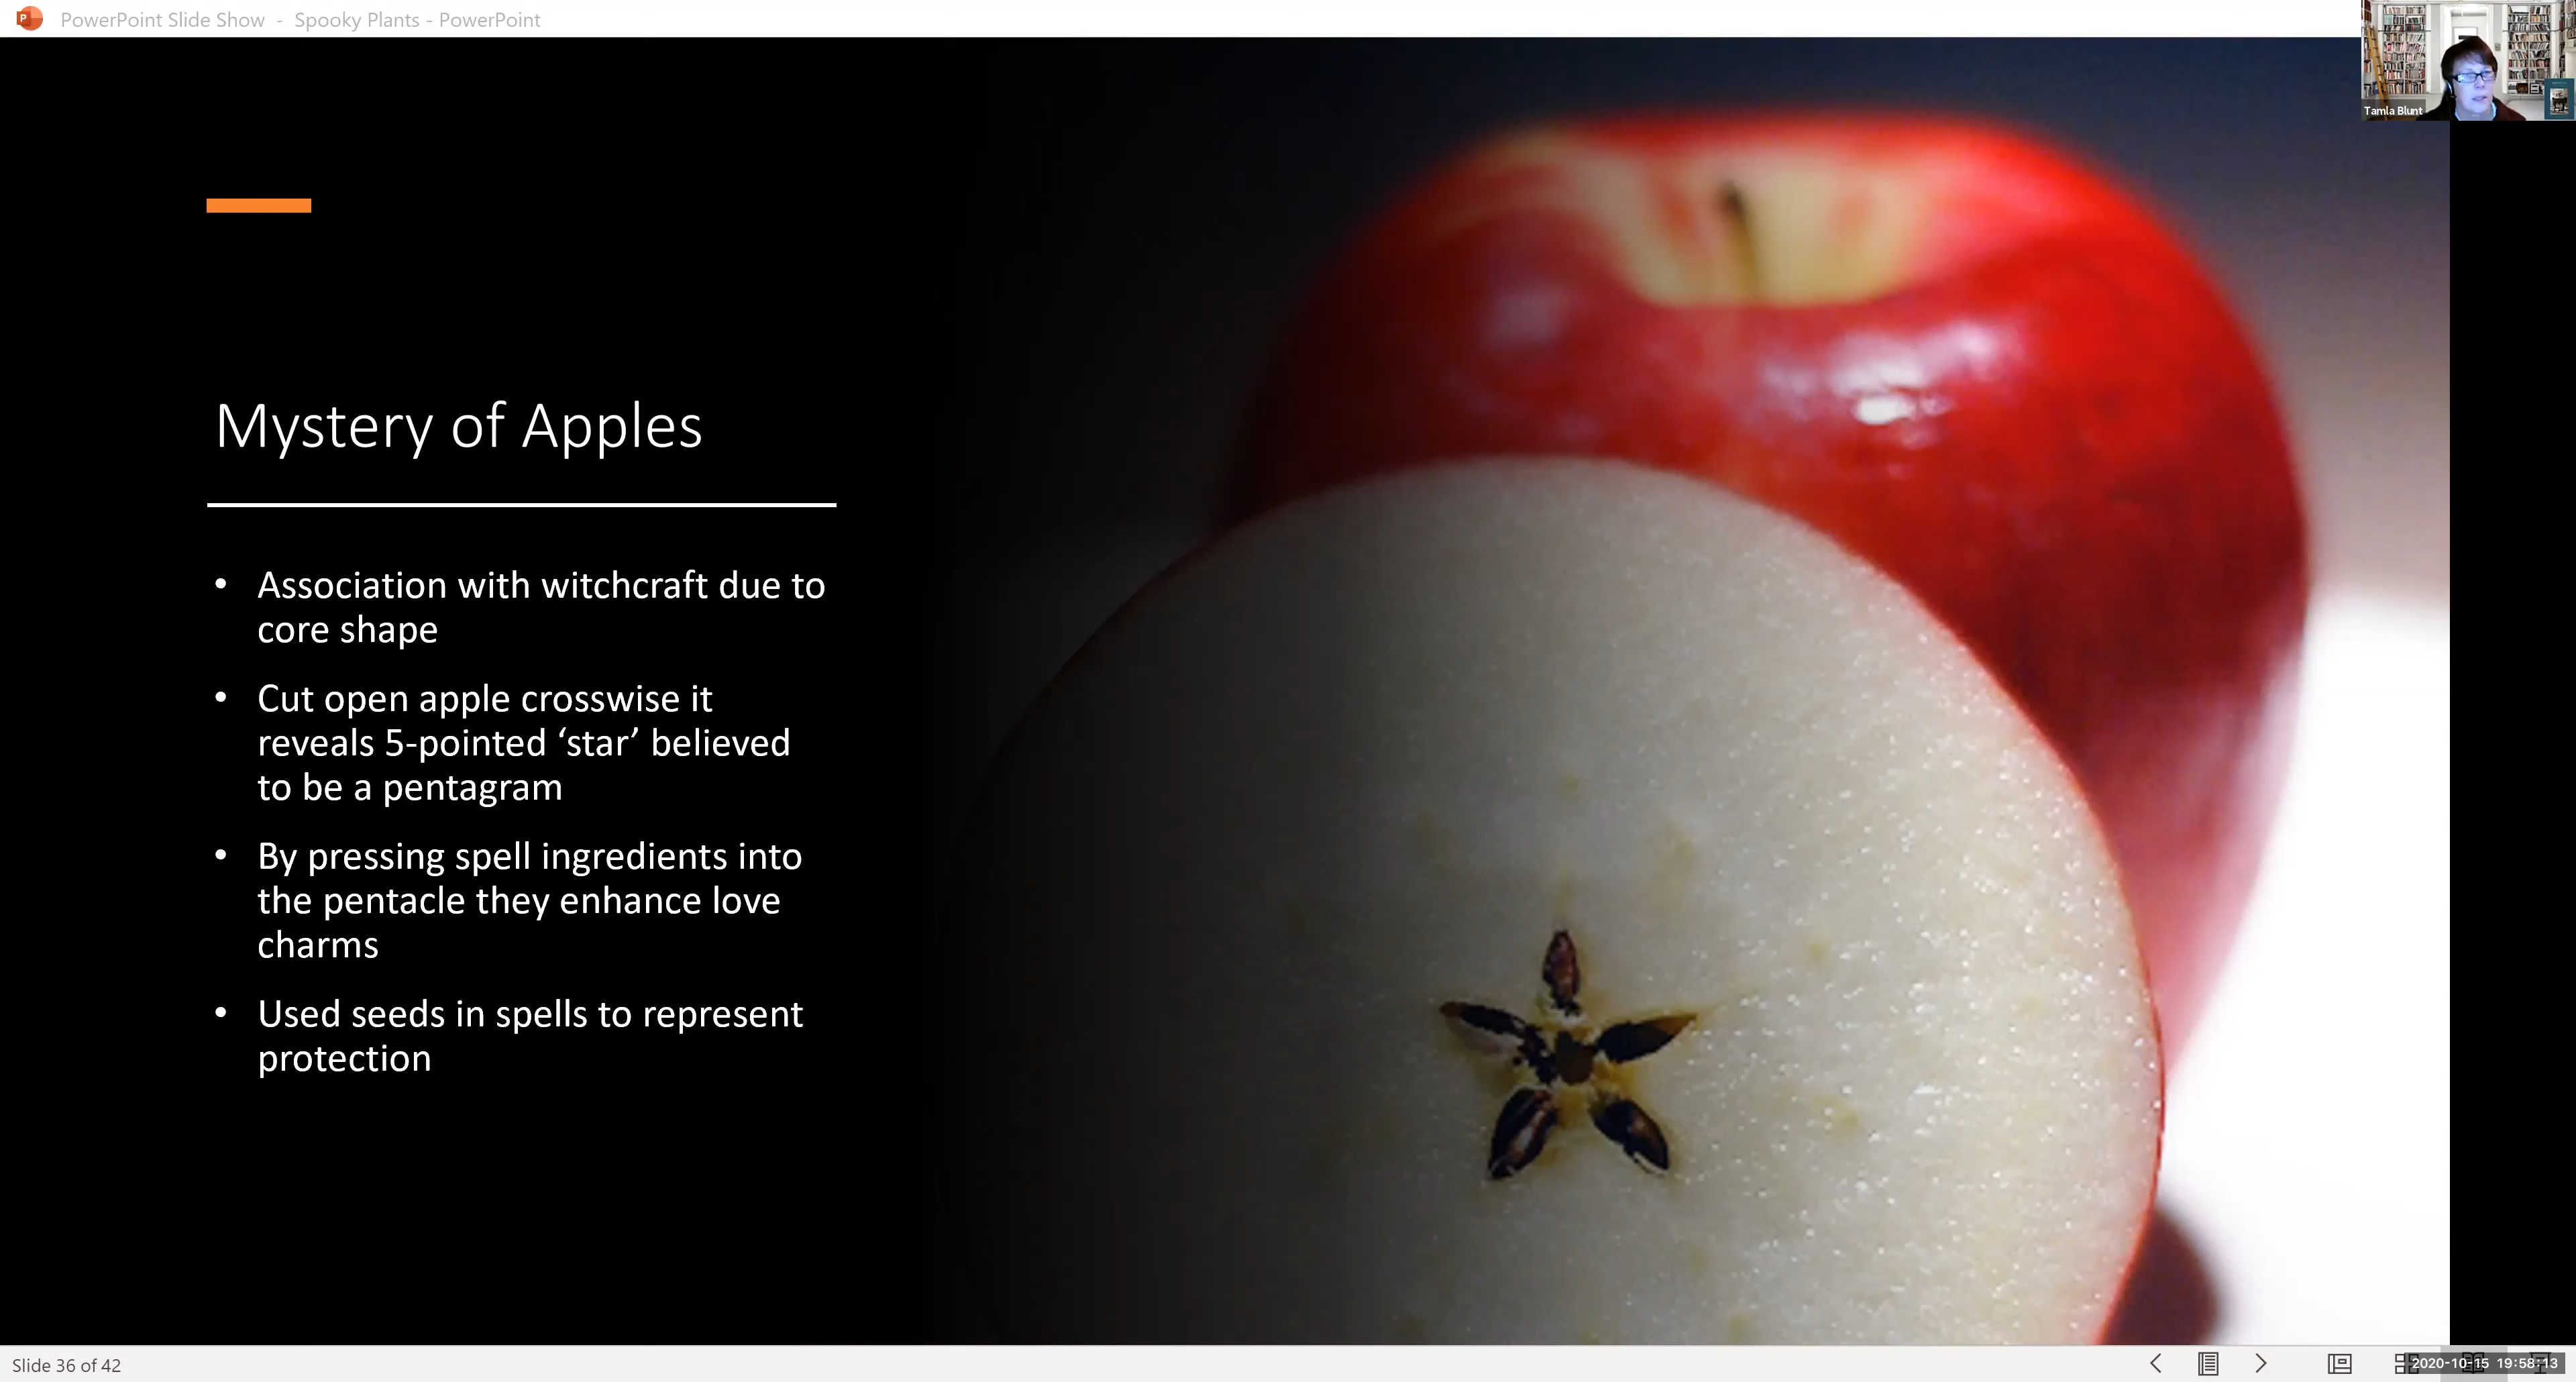 PowerPoint Slide Show - Spooky Plants - PowerPoint
Tamla Blunt
Mystery of Apples
• Association with witchcraft due to
core shape
• Cut open apple crosswise it
reveals 5-pointed ‘star’ believed
to be a pentagram
• By pressing spell ingredients into
the pentacle they enhance love
charms
• Used seeds in spells to represent
protection
Slide 36 of 42
2020-10-15 19:58:13